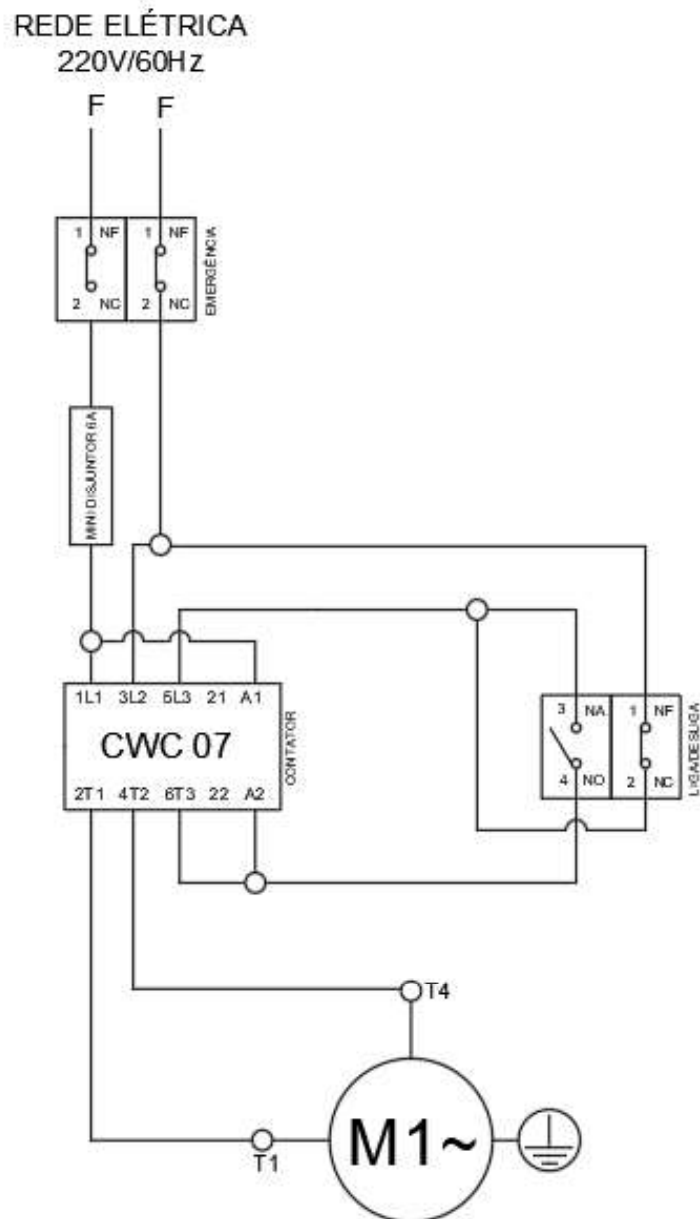 REDE ELÉTRICA
220V/60Hz
F F
1 NF 1 NF
2 NC 2 NC
EMERGÊNCIA
MINI DISJUNTOR 6A
1L1 3L2 5L3 21 A1
CWC 07
2T1 4T2 6T3 22 A2
CONTATOR
3 NA 1 NF
4 NO 2 NC
LIGA/DESLIGA
T4
M1~
T1